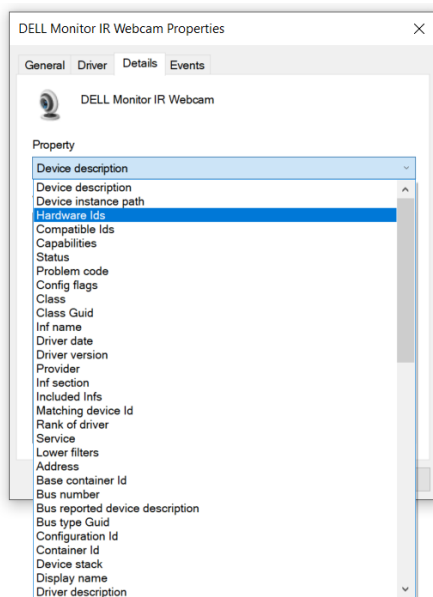 DELL Monitor IR Webcam Properties
General Driver Details Events
DELL Monitor IR Webcam
Property
Device description
Device description
Device instance path
Hardware Ids
Compatible Ids
Capabilities
Status
Problem code
Config flags
Class
Class Guid
Inf name
Driver date
Driver version
Provider
Inf section
Included Infs
Matching device Id
Rank of driver
Service
Lower filters
Address
Base container Id
Bus number
Bus reported device description
Bus type Guid
Configuration Id
Container Id
Device stack
Display name
Driver description